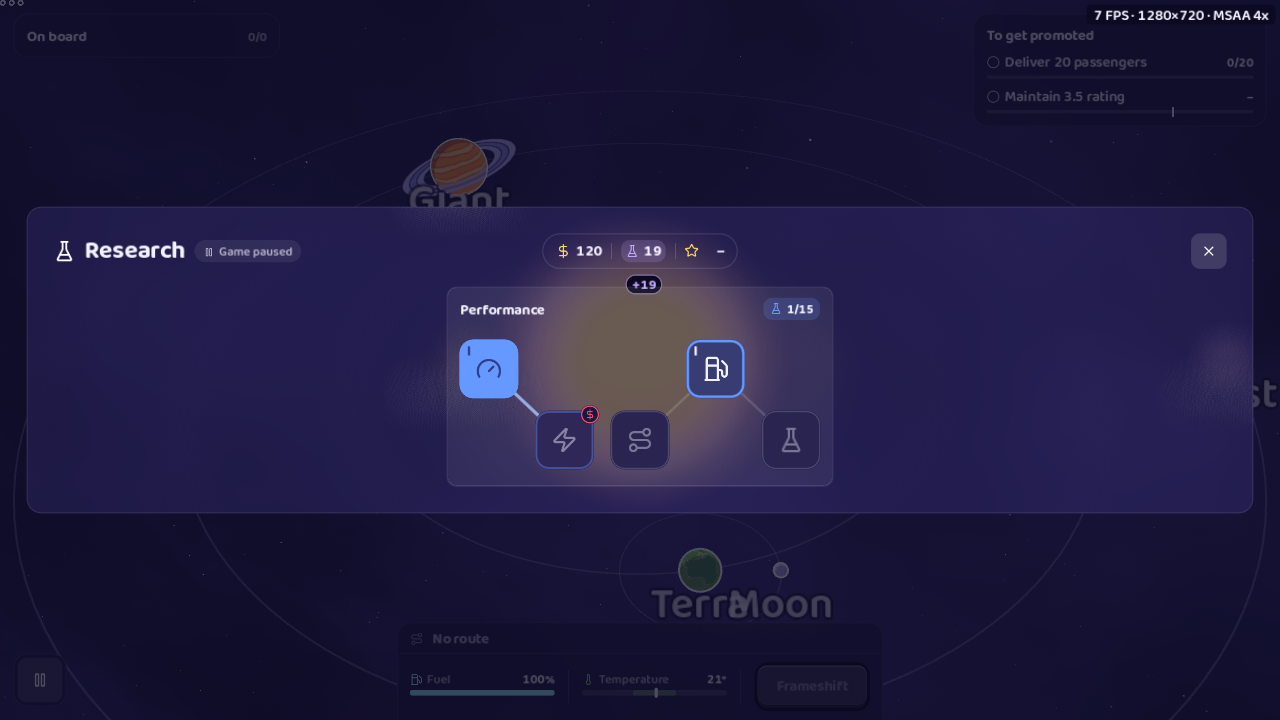 7 FPS · 1280×720 · MSAA 4x
On board 0/0
To get promoted
Deliver 20 passengers 0/20
Maintain 3.5 rating –
Giant
Research Game paused
$ 120 19 –
+19
Performance 1/15
I
I
$
st
Terra Moon
No route
Fuel 100%
Temperature 21°
Frameshift